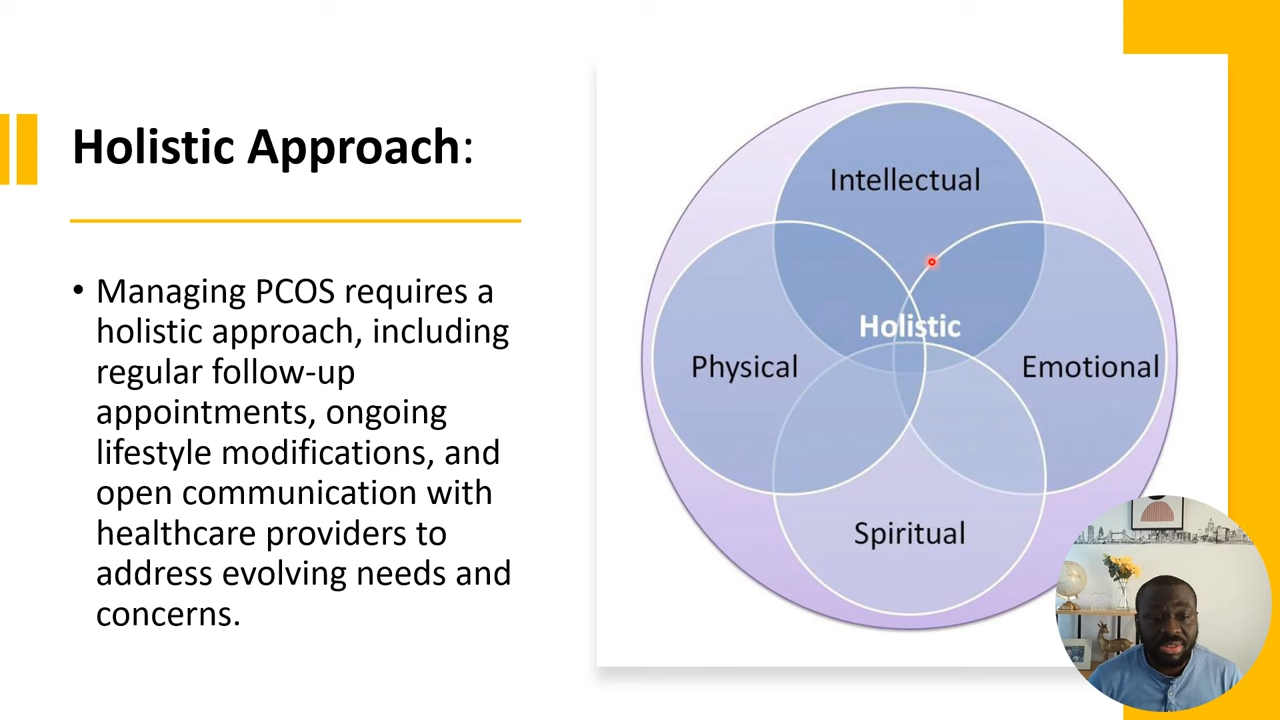 Holistic Approach:
• Managing PCOS requires a
holistic approach, including
regular follow-up
appointments, ongoing
lifestyle modifications, and
open communication with
healthcare providers to
address evolving needs and
concerns.
Intellectual
Holistic
Physical
Emotional
Spiritual